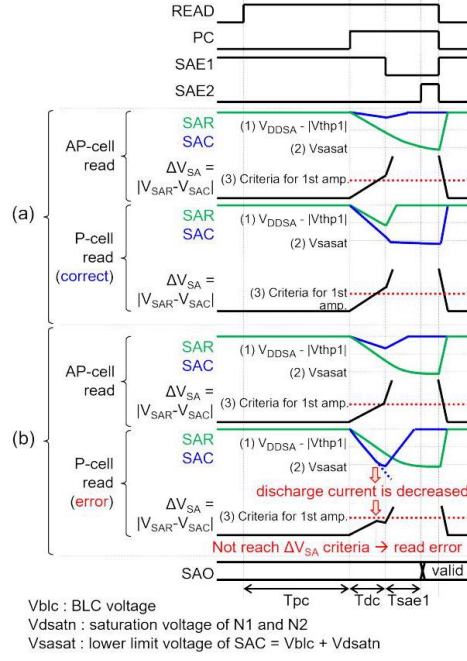 READ
PC
SAE1
SAE2
(a)
AP-cell read
SAR
SAC
(1) VDDSA - |Vthp1|
(2) Vsasat
ΔVSA =
|VSAR-VSAC|
(3) Criteria for 1st amp.
P-cell read (correct)
SAR
SAC
(1) VDDSA - |Vthp1|
(2) Vsasat
ΔVSA =
|VSAR-VSAC|
(3) Criteria for 1st
amp.
(b)
AP-cell read
SAR
SAC
(1) VDDSA - |Vthp1|
(2) Vsasat
ΔVSA =
|VSAR-VSAC|
(3) Criteria for 1st amp.
P-cell read (error)
SAR
SAC
(1) VDDSA - |Vthp1|
(2) Vsasat
discharge current is decreased
ΔVSA =
|VSAR-VSAC|
(3) Criteria for 1st amp.
Not reach ΔVSA criteria → read error
SAO
valid
Tpc Tdc Tsae1
Vblc : BLC voltage
Vdsatn : saturation voltage of N1 and N2
Vsasat : lower limit voltage of SAC = Vblc + Vdsatn